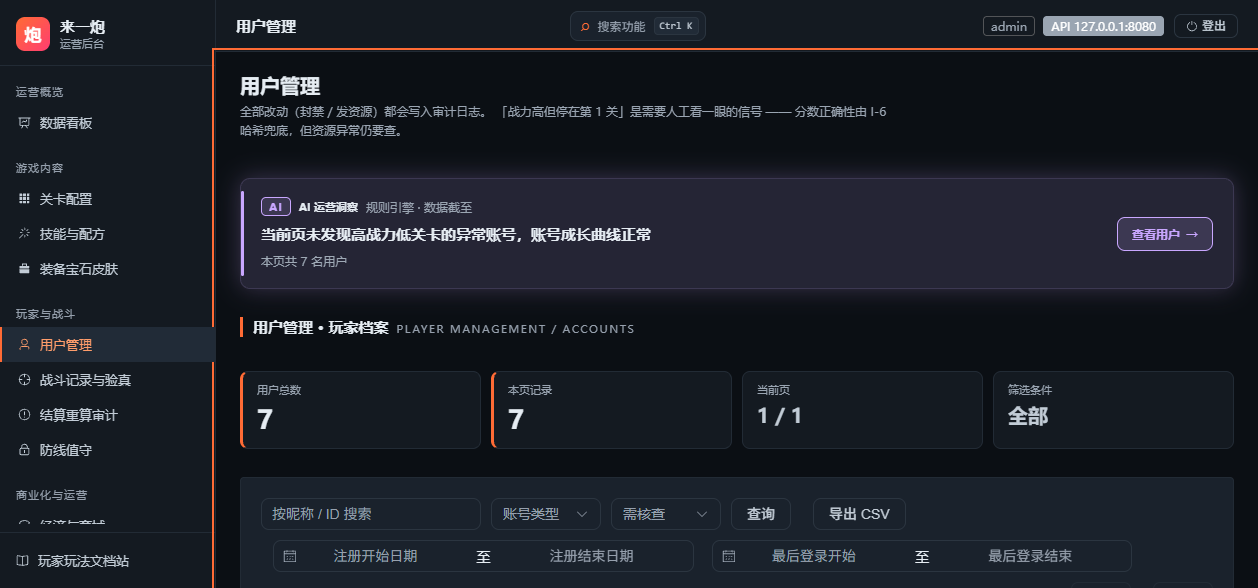 炮
来一炮
运营后台
用户管理
搜索功能 Ctrl K
admin
API 127.0.0.1:8080
登出
运营概览
数据看板
游戏内容
关卡配置
技能与配方
装备宝石皮肤
玩家与战斗
用户管理
战斗记录与验真
结算重算审计
防线值守
商业化与运营
玩家玩法文档站
用户管理
全部改动（封禁 / 发资源）都会写入审计日志。「战力高但停在第 1 关」是需要人工看一眼的信号 —— 分数正确性由 I-6
哈希兜底，但资源异常仍要查。
AI AI 运营洞察 规则引擎 · 数据截至
当前页未发现高战力低关卡的异常账号，账号成长曲线正常
本页共 7 名用户
查看用户 →
用户管理 • 玩家档案 PLAYER MANAGEMENT / ACCOUNTS
用户总数
7
本页记录
7
当前页
1 / 1
筛选条件
全部
按昵称 / ID 搜索
账号类型
需核查
查询
导出 CSV
注册开始日期 至 注册结束日期
最后登录开始 至 最后登录结束